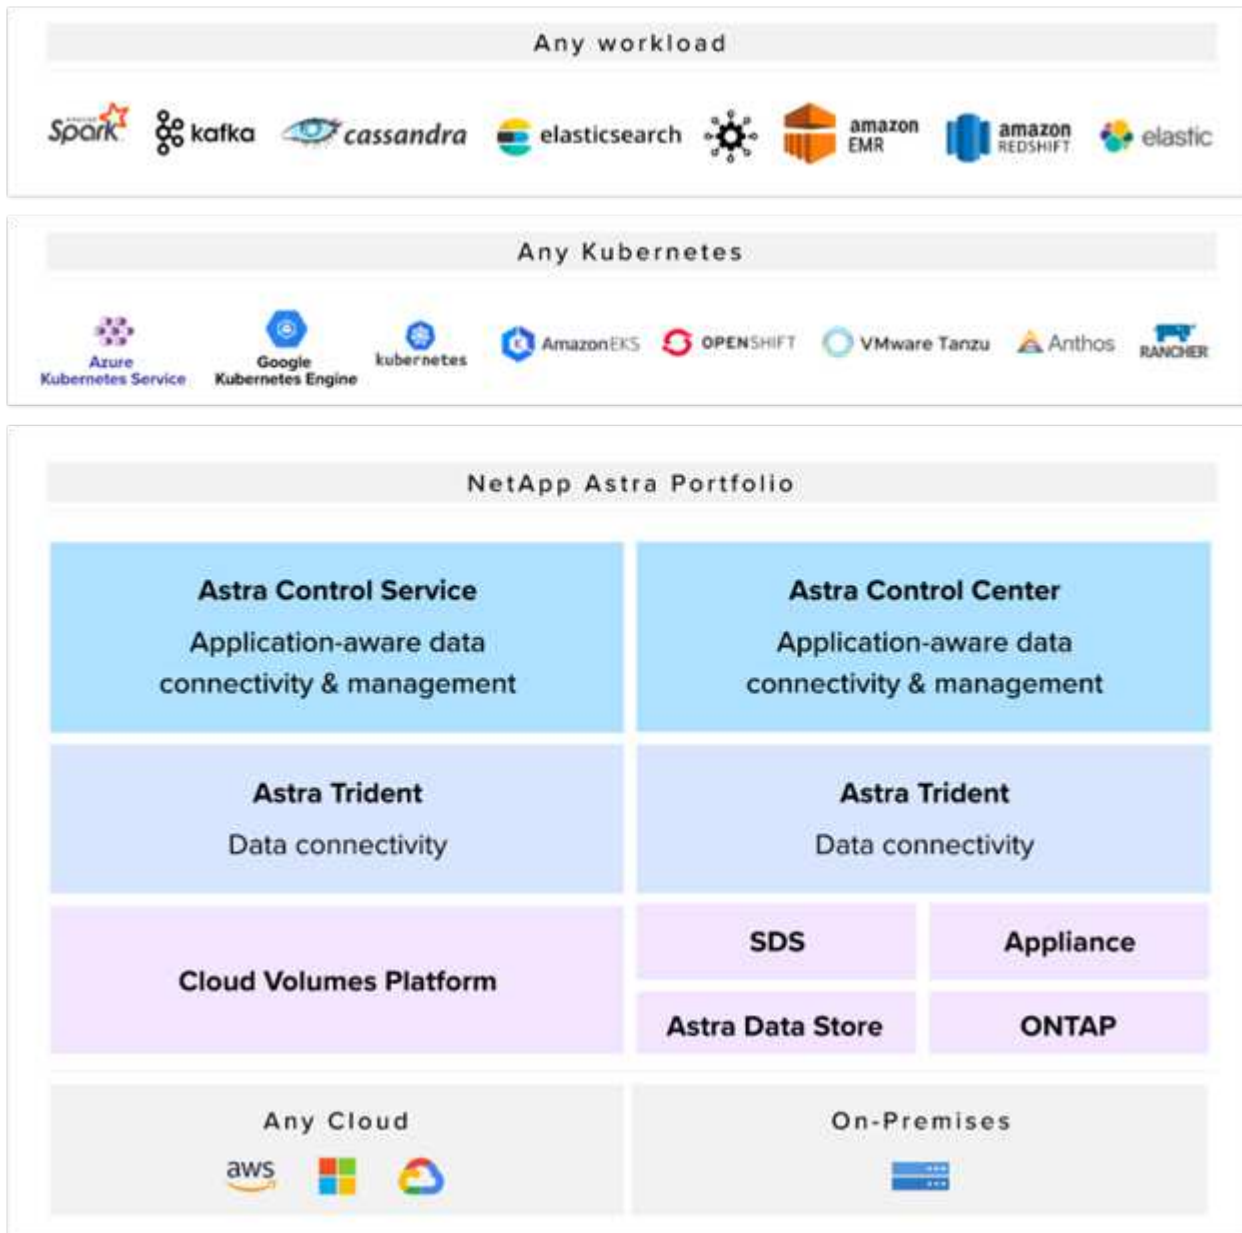 Any workload
Spark
kafka
cassandra
elasticsearch
amazon
EMR
amazon
REDSHIFT
elastic
Any Kubernetes
Azure
Kubernetes Service
Google
Kubernetes Engine
kubernetes
Amazon EKS
OPENSHIFT
VMware Tanzu
Anthos
RANCHER
NetApp Astra Portfolio
Astra Control Service
Application-aware data
connectivity & management
Astra Control Center
Application-aware data
connectivity & management
Astra Trident
Data connectivity
Astra Trident
Data connectivity
Cloud Volumes Platform
SDS
Appliance
Astra Data Store
ONTAP
Any Cloud
aws
On-Premises